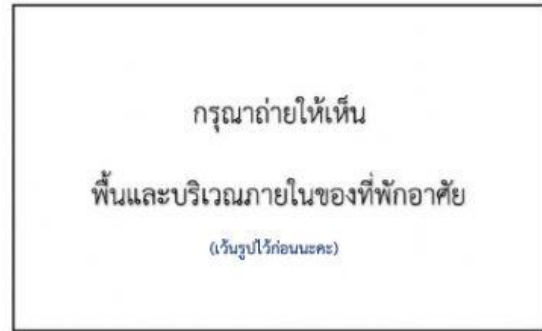 กรุณาถ่ายให้เห็น
พื้นและบริเวณภายในของที่พักอาศัย
(เว้นรูปไว้ก่อนนะคะ)